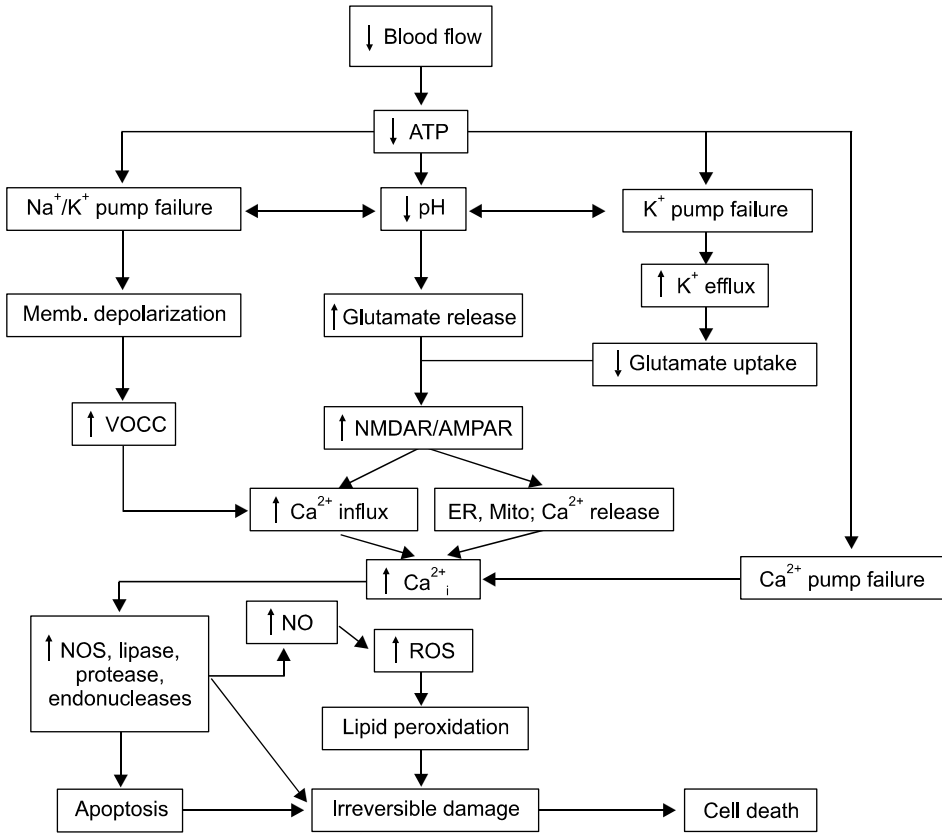 ↓ Blood flow
↓ ATP
Na⁺/K⁺ pump failure
↓ pH
K⁺ pump failure
↑ K⁺ efflux
Memb. depolarization
↑ Glutamate release
↓ Glutamate uptake
↑ VOCC
↑ NMDAR/AMPAR
↑ Ca²⁺ influx
ER, Mito; Ca²⁺ release
↑ Ca²⁺ᵢ
Ca²⁺ pump failure
↑ NOS, lipase,
protease,
endonucleases
↑ NO
↑ ROS
Lipid peroxidation
Apoptosis
Irreversible damage
Cell death